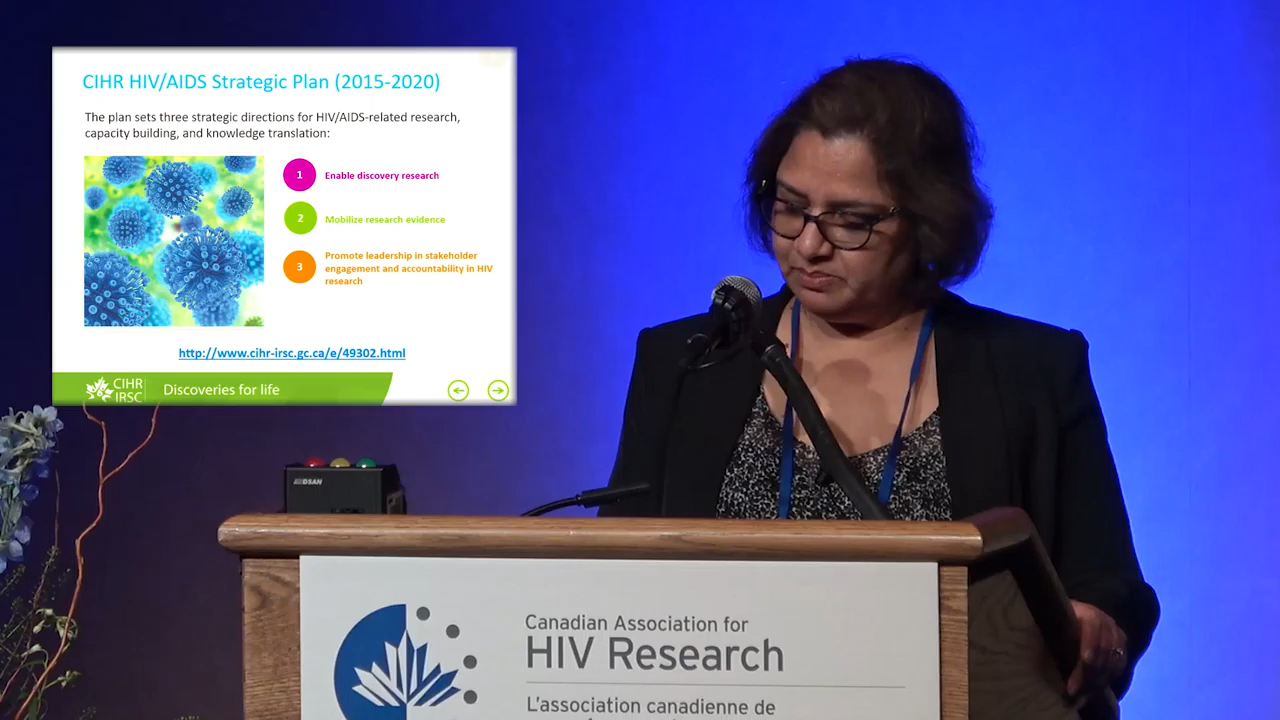 CIHR HIV/AIDS Strategic Plan (2015-2020)
The plan sets three strategic directions for HIV/AIDS-related research,
capacity building, and knowledge translation:
1
Enable discovery research
2
Mobilize research evidence
3
Promote leadership in stakeholder
engagement and accountability in HIV
research
http://www.cihr-irsc.gc.ca/e/49302.html
CIHR
IRSC
Discoveries for life
DSAN
Canadian Association for
HIV Research
L'association canadienne de